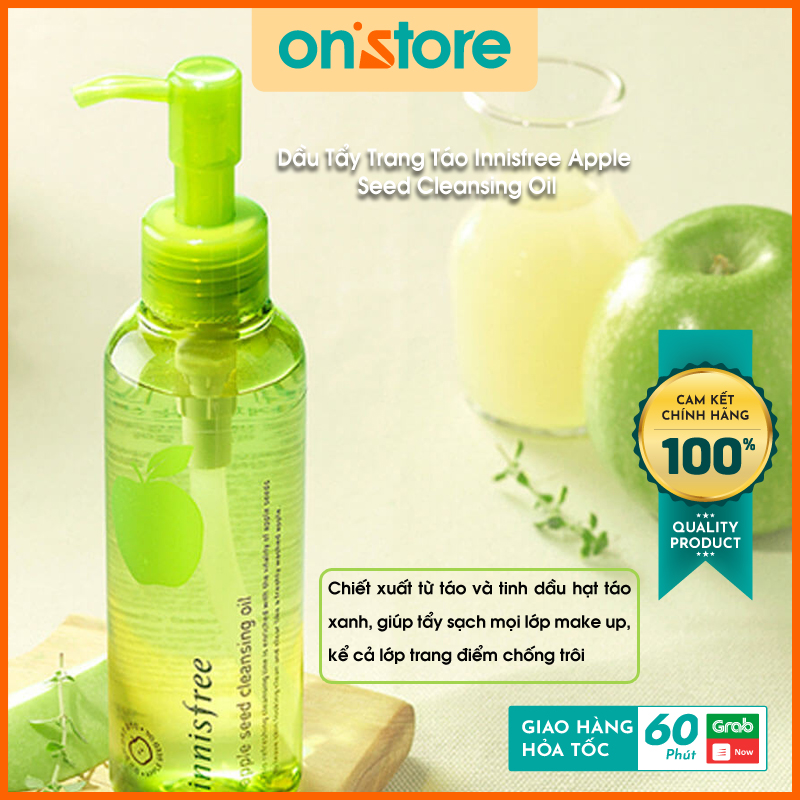 onstore
Dầu Tẩy Trang Táo Innisfree Apple
Seed Cleansing Oil
CAM KẾT
CHÍNH HÃNG
100%
QUALITY
PRODUCT
Chiết xuất từ táo và tinh dầu hạt táo
xanh, giúp tẩy sạch mọi lớp make up,
kể cả lớp trang điểm chống trôi
GIAO HÀNG
HỎA TỐC
60
Phút
Grab
Now
innisfree
apple seed cleansing oil